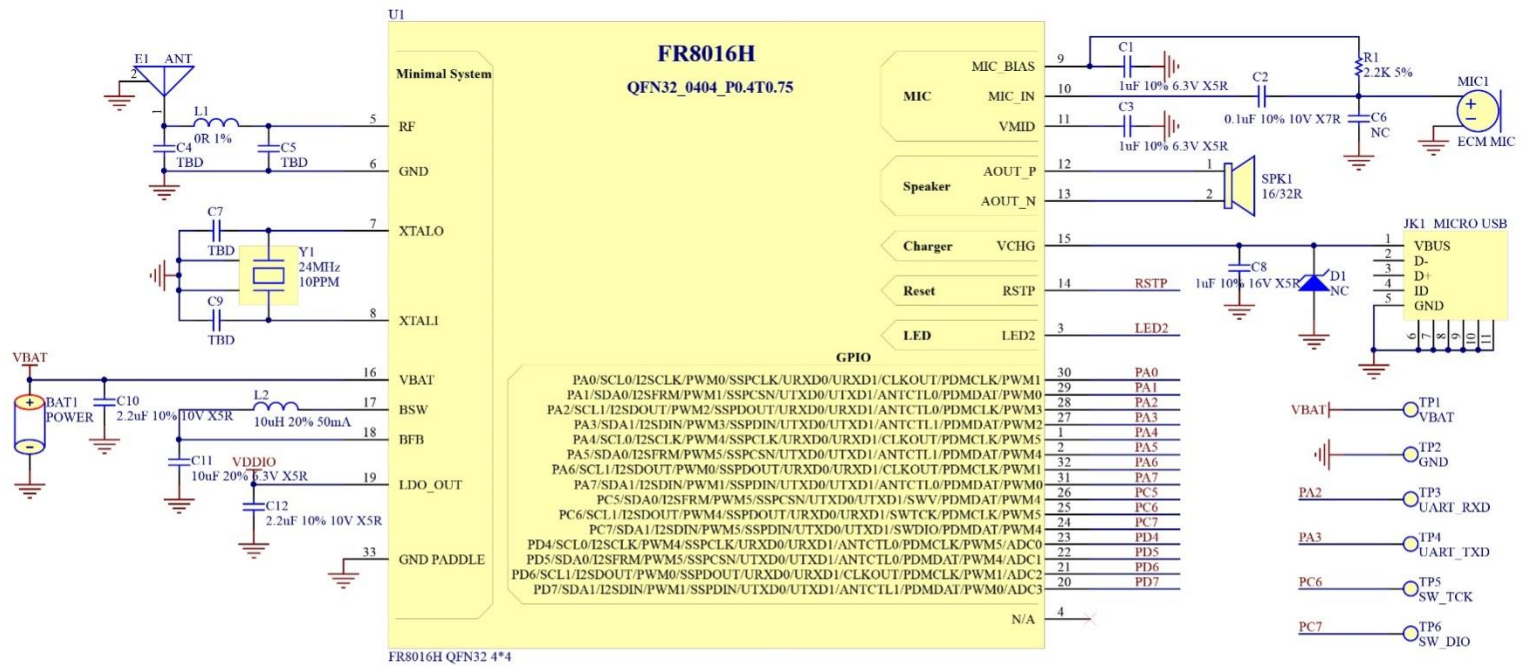 U1
FR8016H
QFN32_0404_P0.4T0.75
Minimal System
E1 ANT
2
1
L1
0R 1%
C4
TBD
C5
TBD
5 RF
6 GND
C7
TBD
7 XTALO
Y1
24MHz
10PPM
C9
TBD
8 XTALI
VBAT
BAT1
POWER
C10
2.2uF 10% 10V X5R
16 VBAT
L2
10uH 20% 50mA
17 BSW
18 BFB
C11
10uF 20% 6.3V X5R
VDDIO
19 LDO_OUT
C12
2.2uF 10% 10V X5R
33 GND PADDLE
MIC
MIC_BIAS 9
MIC_IN 10
VMID 11
C1
1uF 10% 6.3V X5R
C2
0.1uF 10% 10V X7R
C3
1uF 10% 6.3V X5R
R1
2.2K 5%
C6
NC
MIC1
ECM MIC
Speaker
AOUT_P 12
AOUT_N 13
1
2
SPK1
16/32R
Charger
VCHG 15
C8
1uF 10% 16V X5R
D1
NC
JK1 MICRO USB
1 VBUS
2 D-
3 D+
4 ID
5 GND
6 7 8 9 10 11
Reset
RSTP 14 RSTP
LED
LED2 3 LED2
GPIO
PA0/SCL0/I2SCLK/PWM0/SSPCLK/URXD0/URXD1/CLKOUT/PDMCLK/PWM1 30 PA0
PA1/SDA0/I2SFRM/PWM1/SSPCSN/UTXD0/UTXD1/ANTCTL0/PDMDAT/PWM0 29 PA1
PA2/SCL1/I2SDOUT/PWM2/SSPDOUT/URXD0/URXD1/ANTCTL0/PDMCLK/PWM3 28 PA2
PA3/SDA1/I2SDIN/PWM3/SSPDIN/UTXD0/UTXD1/ANTCTL1/PDMDAT/PWM2 27 PA3
PA4/SCL0/I2SCLK/PWM4/SSPCLK/URXD0/URXD1/CLKOUT/PDMCLK/PWM5 1 PA4
PA5/SDA0/I2SFRM/PWM5/SSPCSN/UTXD0/UTXD1/ANTCTL0/PDMDAT/PWM4 2 PA5
PA6/SCL1/I2SDOUT/PWM0/SSPDOUT/URXD0/URXD1/CLKOUT/PDMCLK/PWM1 32 PA6
PA7/SDA1/I2SDIN/PWM1/SSPDIN/UTXD0/UTXD1/ANTCTL1/PDMDAT/PWM0 31 PA7
PC5/SDA0/I2SFRM/PWM5/SSPCSN/UTXD0/UTXD1/SWV/PDMDAT/PWM4 26 PC5
PC6/SCL1/I2SDOUT/PWM4/SSPDOUT/URXD0/URXD1/SWTCK/PDMCLK/PWM5 25 PC6
PC7/SDA1/I2SDIN/PWM5/SSPDIN/UTXD0/UTXD1/SWDIO/PDMDAT/PWM4 24 PC7
PD4/SCL0/I2SCLK/PWM4/SSPCLK/URXD0/URXD1/ANTCTL0/PDMCLK/PWM5/ADC0 23 PD4
PD5/SDA0/I2SFRM/PWM5/SSPCSN/UTXD0/UTXD1/ANTCTL0/PDMDAT/PWM4/ADC1 22 PD5
PD6/SCL1/I2SDOUT/PWM0/SSPDOUT/URXD0/URXD1/CLKOUT/PDMCLK/PWM1/ADC2 21 PD6
PD7/SDA1/I2SDIN/PWM1/SSPDIN/UTXD0/UTXD1/ANTCTL1/PDMDAT/PWM0/ADC3 20 PD7
N/A 4
VBAT TP1
VBAT
TP2
GND
PA2 TP3
UART_RXD
PA3 TP4
UART_TXD
PC6 TP5
SW_TCK
PC7 TP6
SW_DIO
FR8016H QFN32 4*4